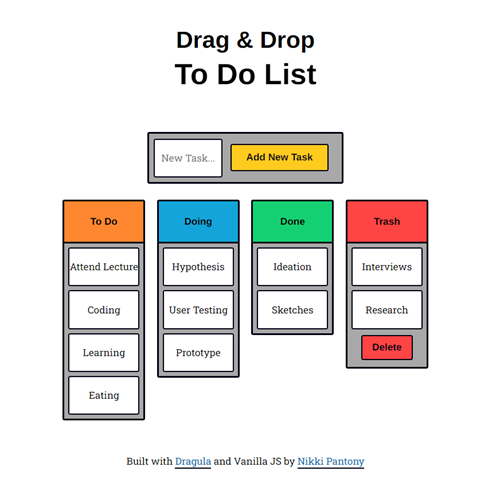 Drag & Drop
To Do List
New Task...
Add New Task
To Do
Attend Lecture
Coding
Learning
Eating
Doing
Hypothesis
User Testing
Prototype
Done
Ideation
Sketches
Trash
Interviews
Research
Delete
Built with Dragula and Vanilla JS by Nikki Pantony